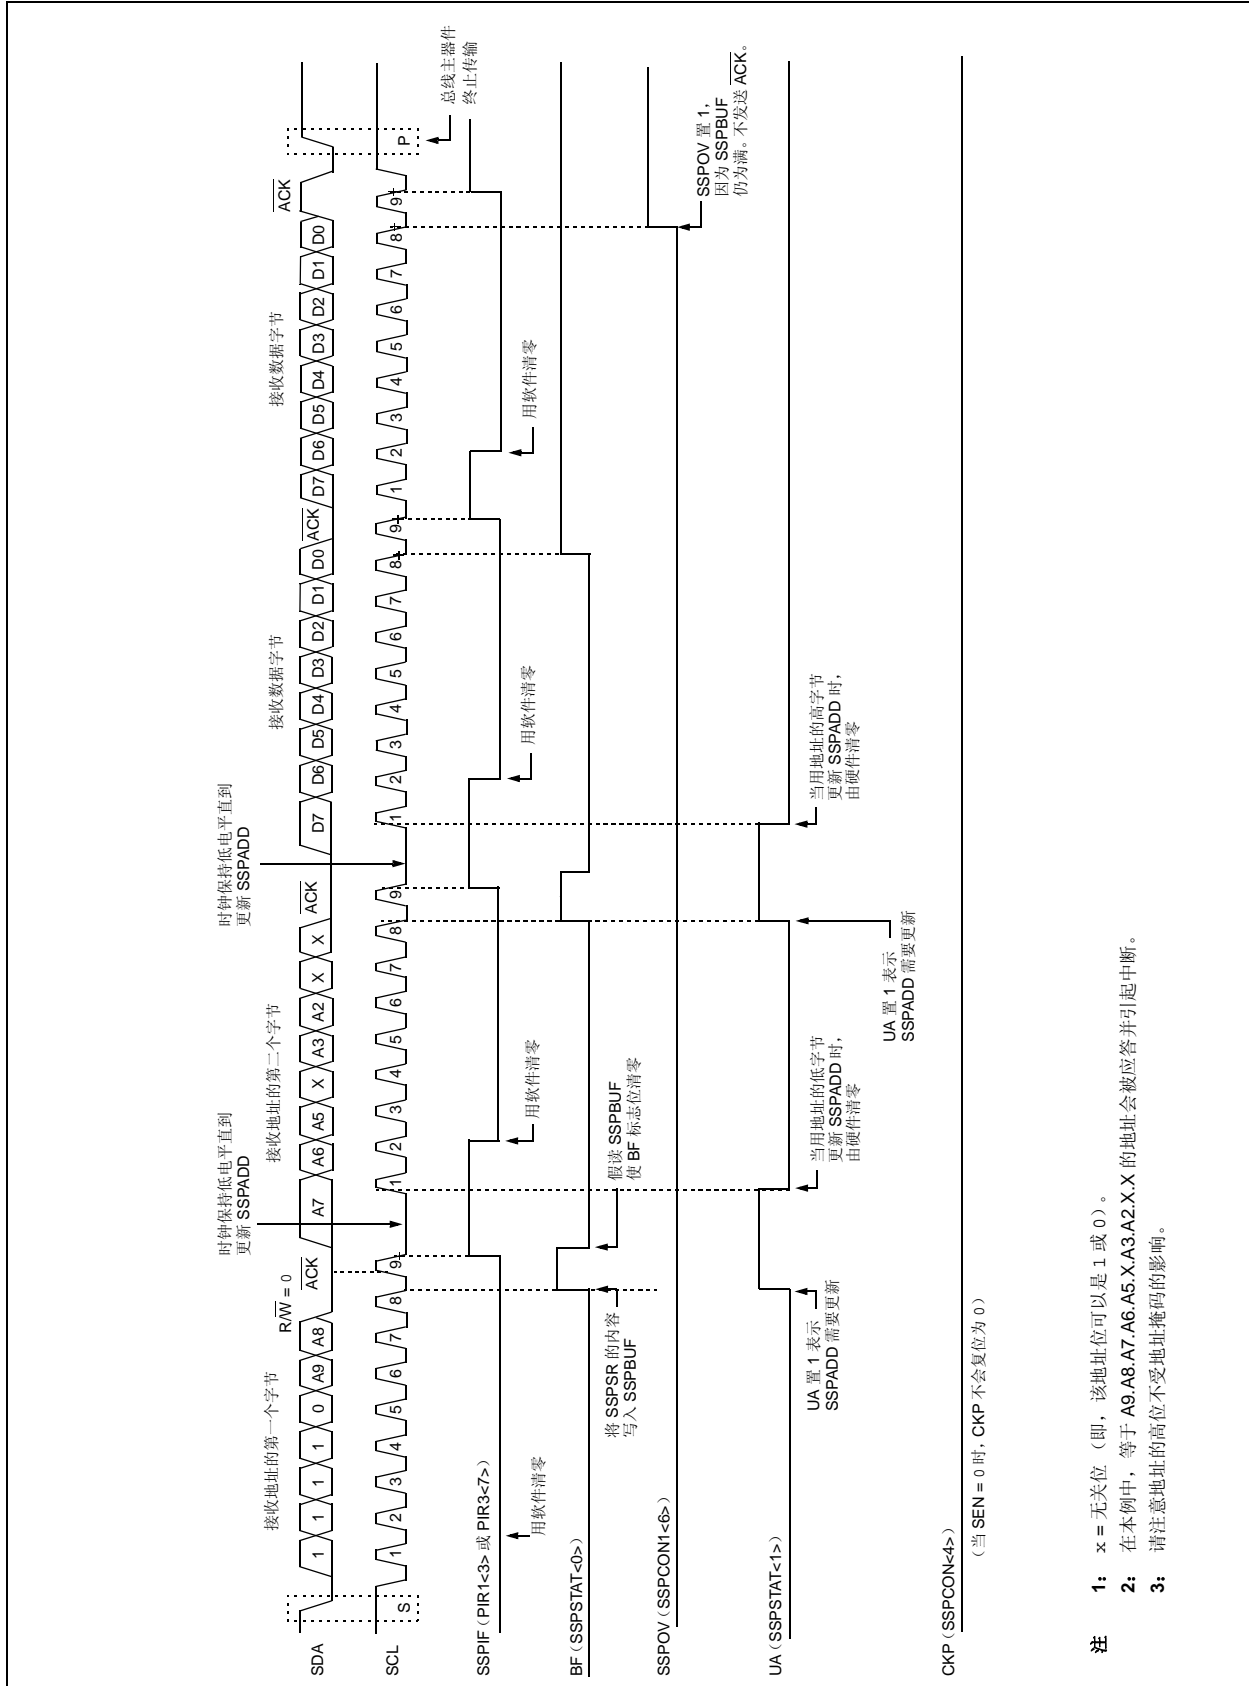 接收地址的第一个字节
R/W = 0
ACK
时钟保持低电平直到
更新 SSPADD
接收地址的第二个字节
ACK
时钟保持低电平直到
更新 SSPADD
接收数据字节
接收数据字节
ACK
总线主器件
终止传输
SDA
1 1 1 1 0 A9 A8 A7 A6 A5 X A3 A2 X X D7 D6 D5 D4 D3 D2 D1 D0 ACK D7 D6 D5 D4 D3 D2 D1 D0
SCL
S 1 2 3 4 5 6 7 8 9 1 2 3 4 5 6 7 8 9 1 2 3 4 5 6 7 8 9 1 2 3 4 5 6 7 8 9 P
SSPIF（PIR1<3> 或 PIR3<7>）
用软件清零
用软件清零
用软件清零
用软件清零
BF（SSPSTAT<0>）
将 SSPSR 的内容
写入 SSPBUF
假读 SSPBUF
使 BF 标志位清零
SSPOV（SSPCON1<6>）
SSPOV 置 1，
因为 SSPBUF
仍为满。不发送 ACK。
UA（SSPSTAT<1>）
UA 置 1 表示
SSPADD 需要更新
当用地址的低字节
更新 SSPADD 时，
由硬件清零
UA 置 1 表示
SSPADD 需要更新
当用地址的高字节
更新 SSPADD 时，
由硬件清零
CKP（SSPCON<4>）
（当 SEN = 0 时，CKP 不会复位为 0）
注 1： x = 无关位（即，该地址位可以是 1 或 0）。
2： 在本例中，等于 A9.A8.A7.A6.A5.X.A3.A2.X.X 的地址会被应答并引起中断。
3： 请注意地址的高位不受地址掩码的影响。